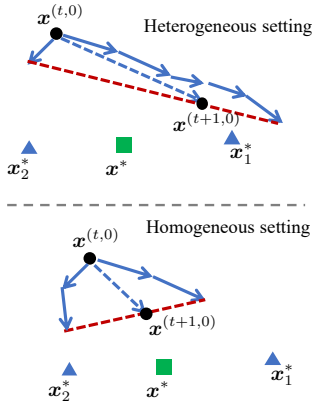 x^(t,0)
Heterogeneous setting
x^(t+1,0)
x_2^*
x^*
x_1^*
Homogeneous setting
x^(t,0)
x^(t+1,0)
x_2^*
x^*
x_1^*